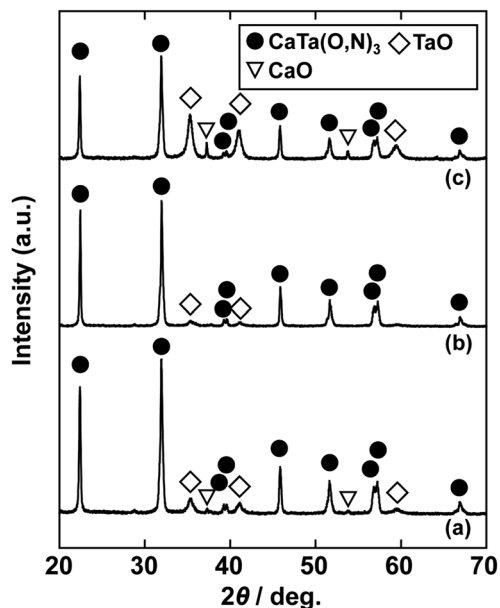 CaTa(O,N)3 TaO
CaO
(c)
(b)
(a)
Intensity (a.u.)
20 30 40 50 60 70
2θ / deg.